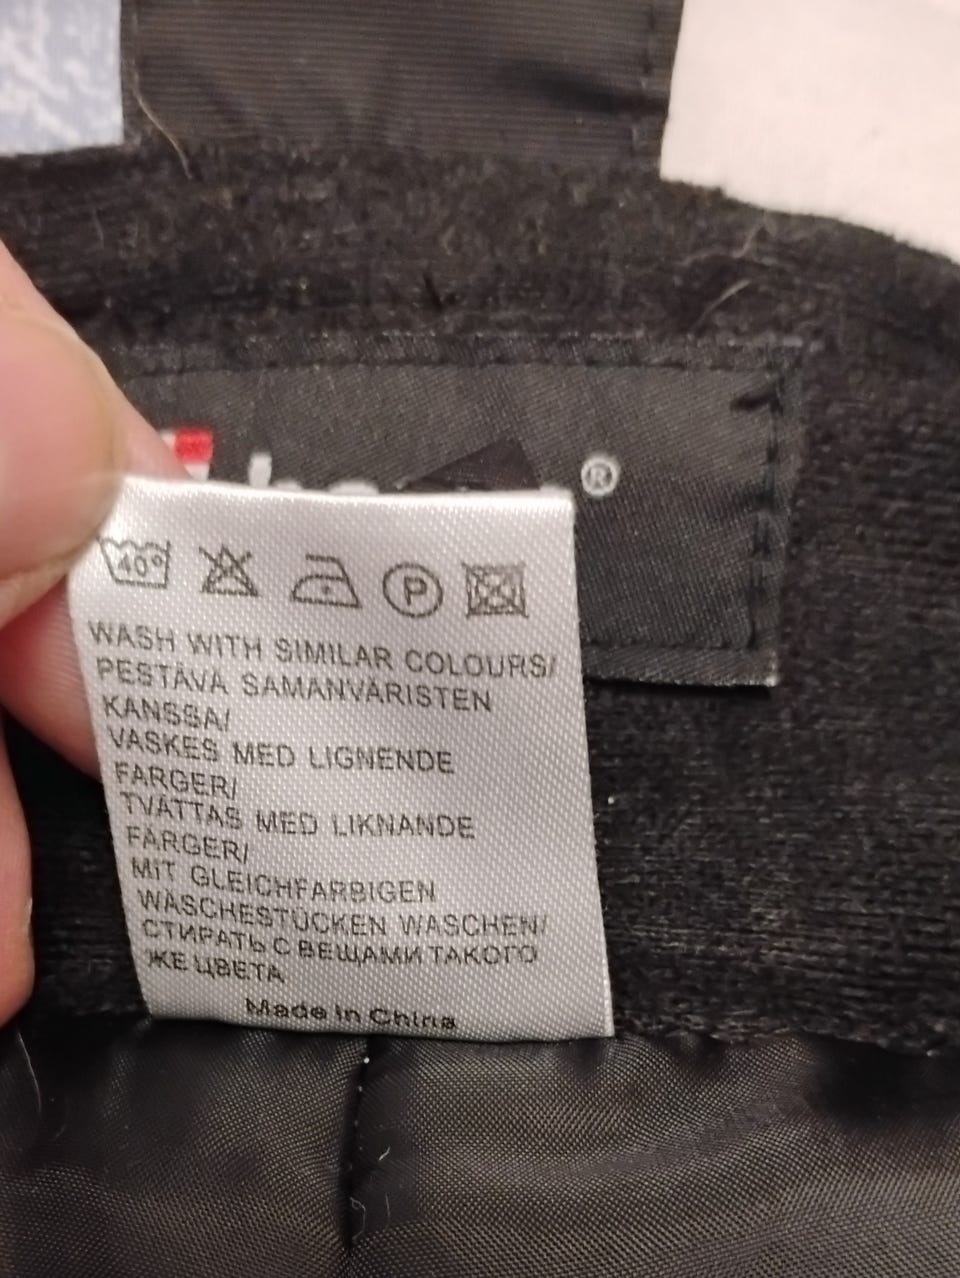 ®
40°
P
WASH WITH SIMILAR COLOURS/
PESTÄVÄ SAMANVÄRISTEN
KANSSA/
VASKES MED LIGNENDE
FARGER/
TVÄTTAS MED LIKNANDE
FÄRGER/
MIT GLEICHFARBIGEN
WÄSCHESTÜCKEN WASCHEN/
СТИРАТЬ С ВЕЩАМИ ТАКОГО
ЖЕ ЦВЕТА
Made in China